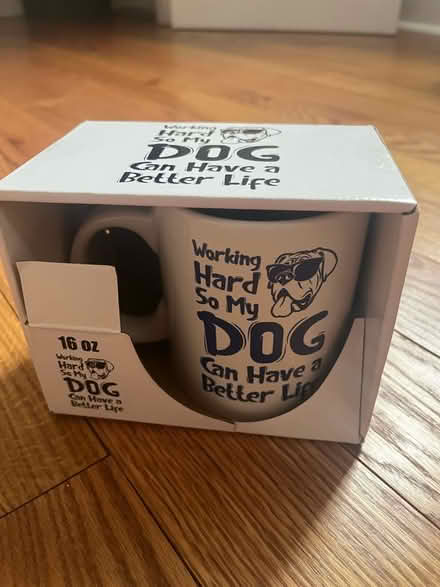 Working
Hard
So My
DOG
Can Have a
Better Life
Working
Hard
So My
DOG
Can Have a
Better Life
16 OZ
Working
Hard
So My
DOG
Can Have a
Better Life